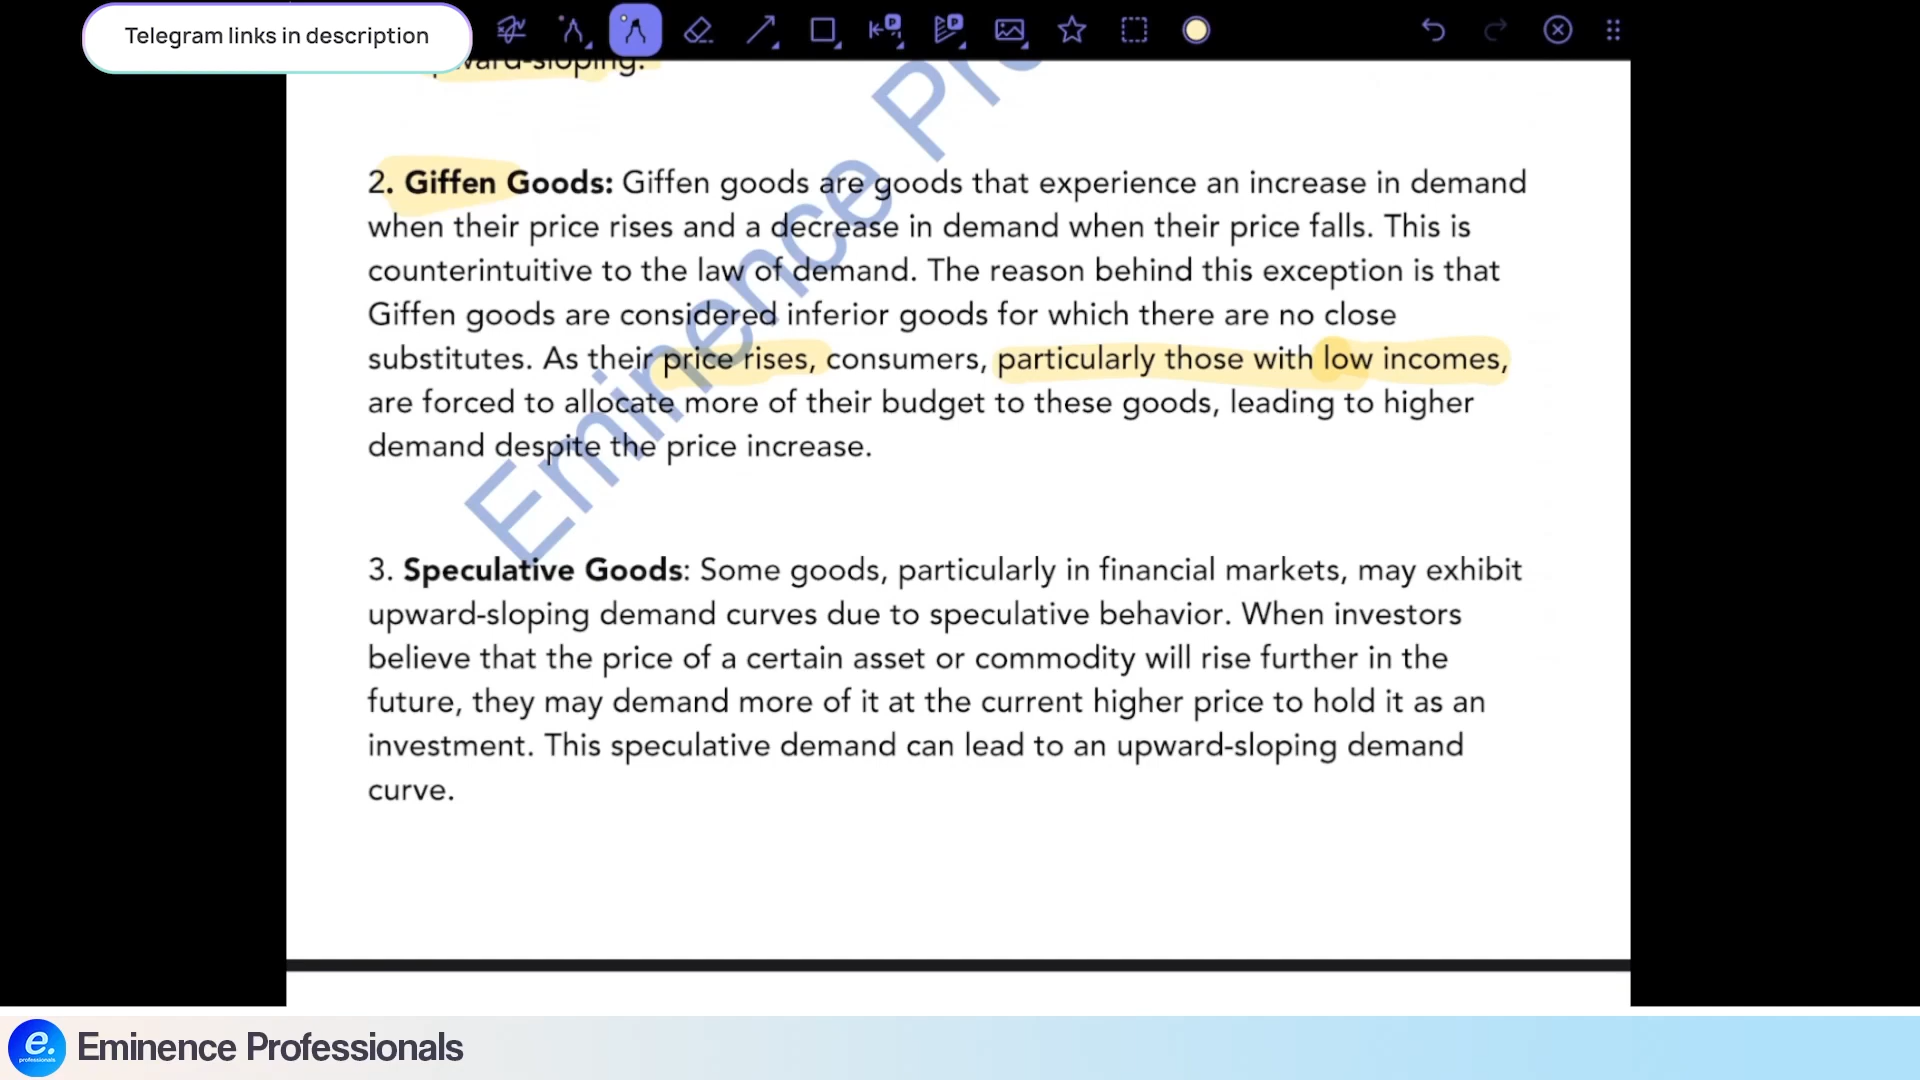 Telegram links in description
upward-sloping.
2. Giffen Goods: Giffen goods are goods that experience an increase in demand
when their price rises and a decrease in demand when their price falls. This is
counterintuitive to the law of demand. The reason behind this exception is that
Giffen goods are considered inferior goods for which there are no close
substitutes. As their price rises, consumers, particularly those with low incomes,
are forced to allocate more of their budget to these goods, leading to higher
demand despite the price increase.
3. Speculative Goods: Some goods, particularly in financial markets, may exhibit
upward-sloping demand curves due to speculative behavior. When investors
believe that the price of a certain asset or commodity will rise further in the
future, they may demand more of it at the current higher price to hold it as an
investment. This speculative demand can lead to an upward-sloping demand
curve.
Eminence Pro
e.
professionals
Eminence Professionals